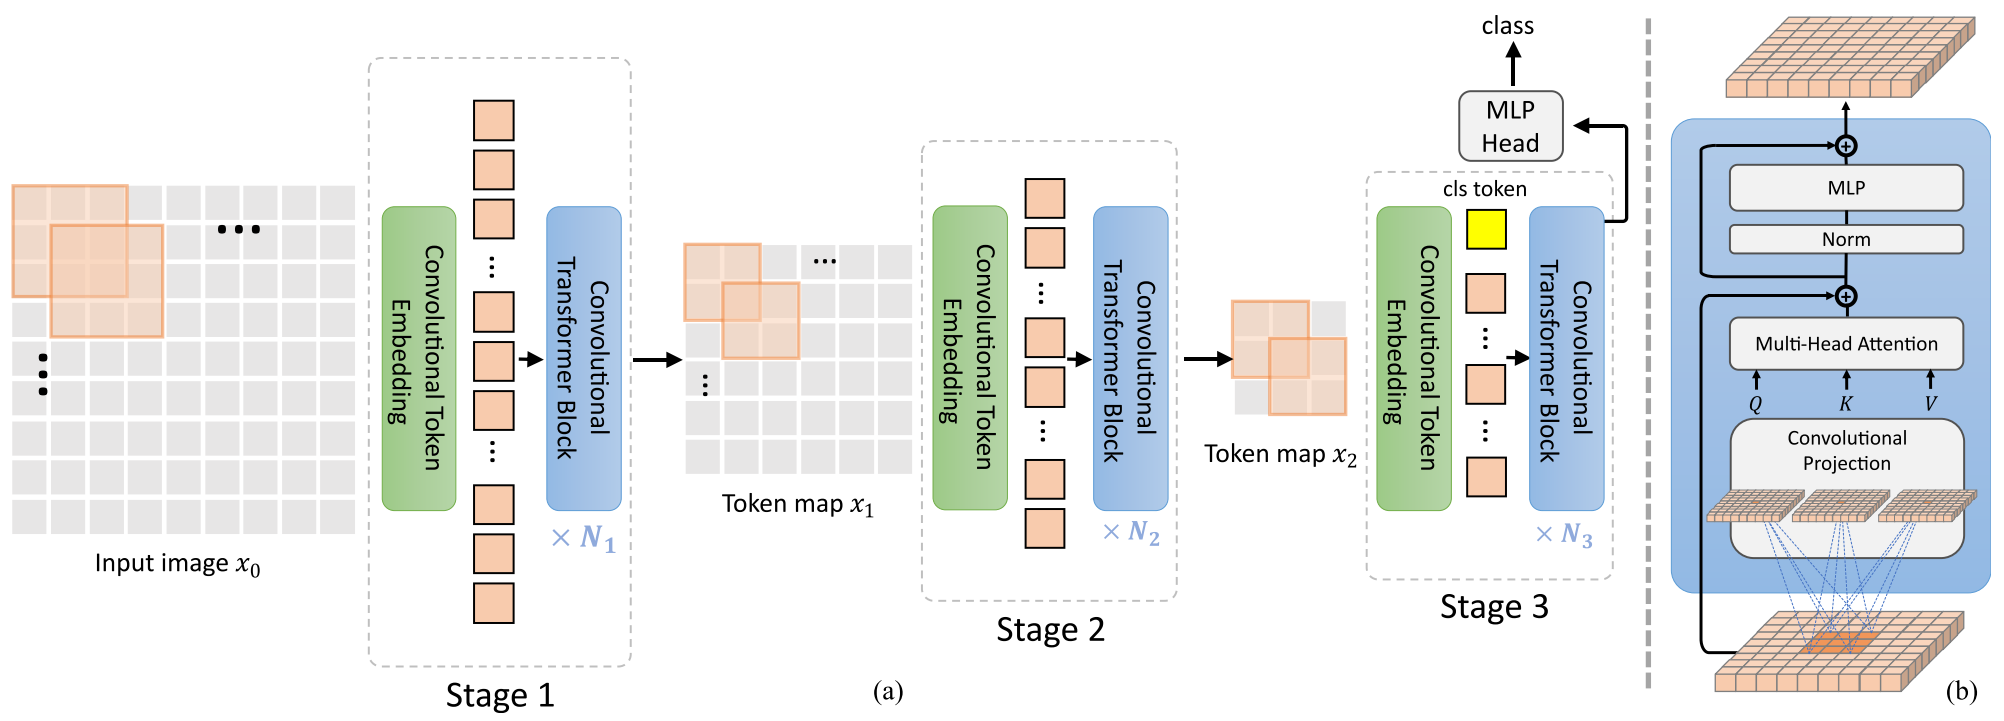 Input image x₀
Convolutional Token
Embedding
Convolutional
Transformer Block
× N₁
Stage 1
Token map x₁
Convolutional Token
Embedding
Convolutional
Transformer Block
× N₂
Stage 2
Token map x₂
class
MLP
Head
cls token
Convolutional Token
Embedding
Convolutional
Transformer Block
× N₃
Stage 3
(a)
MLP
Norm
Multi-Head Attention
Q K V
Convolutional
Projection
(b)